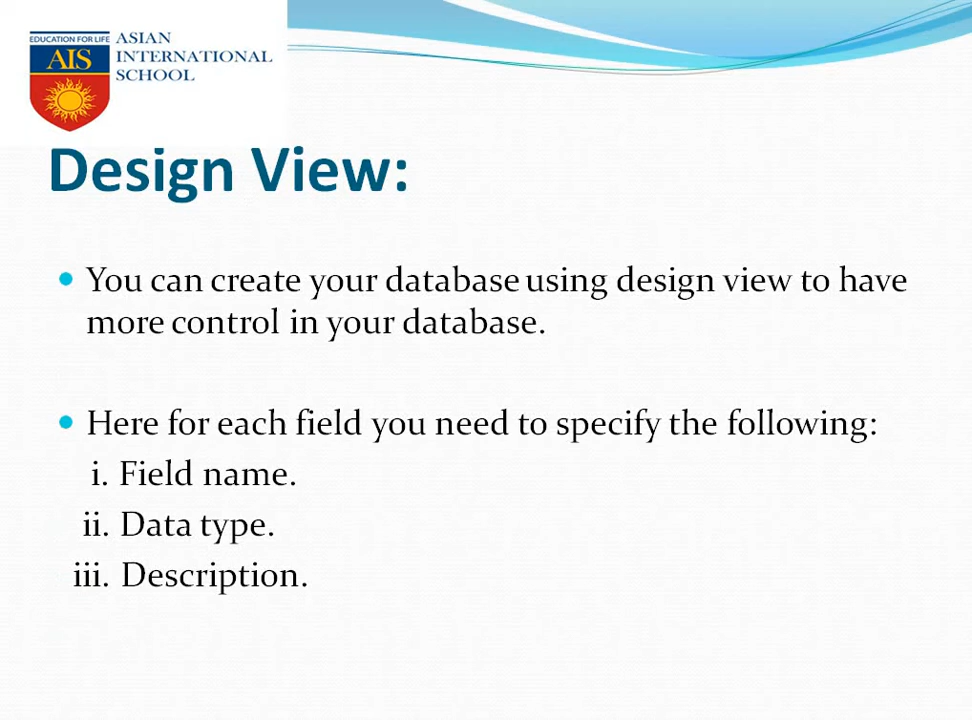 EDUCATION FOR LIFE
AIS
ASIAN
INTERNATIONAL
SCHOOL
Design View:
You can create your database using design view to have
more control in your database.
Here for each field you need to specify the following:
i. Field name.
ii. Data type.
iii. Description.